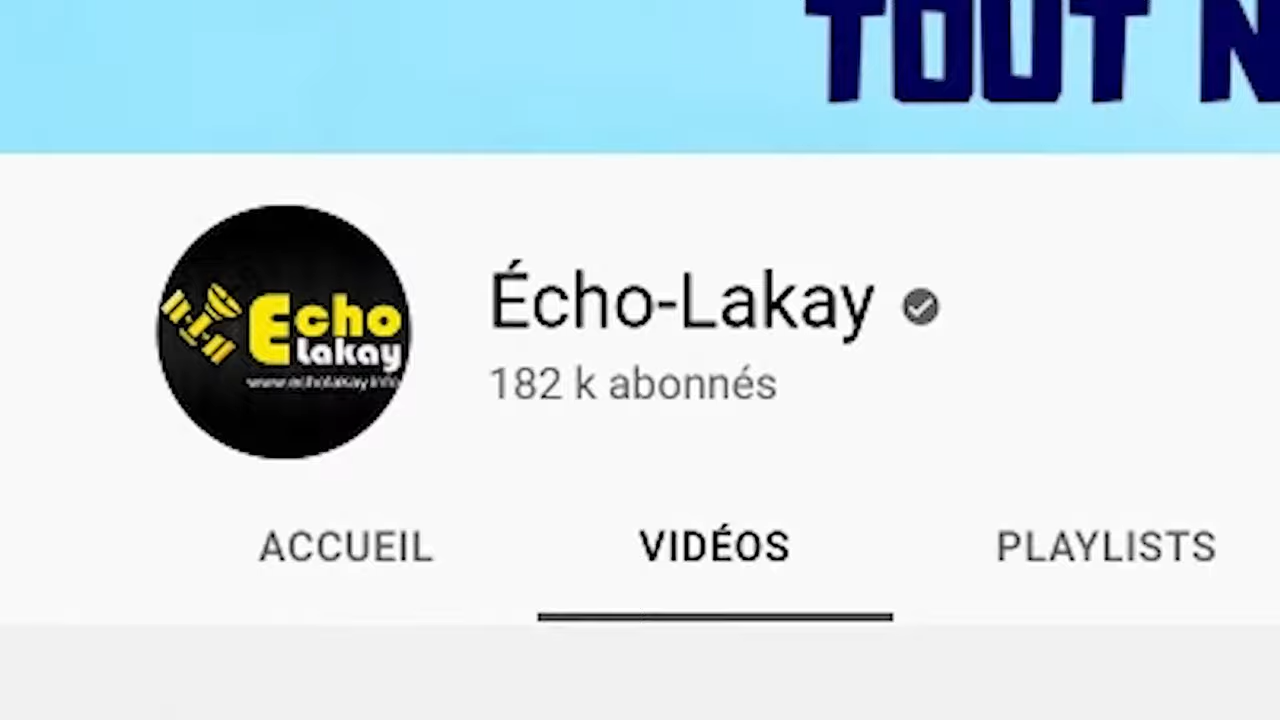 TOUT N
Écho-Lakay
182 k abonnés
Echo
lakay
www.echolakay.info
ACCUEIL VIDÉOS PLAYLISTS